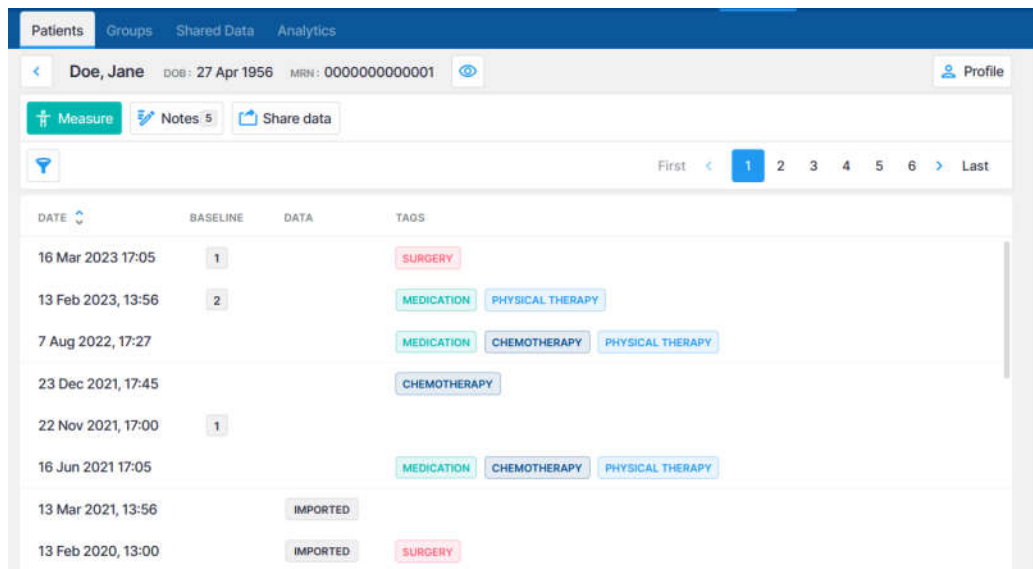 Patients Groups Shared Data Analytics
Doe, Jane DOB: 27 Apr 1956 MRN: 0000000000001 Profile
Measure Notes 5 Share data
First 1 2 3 4 5 6 Last
DATE BASELINE DATA TAGS
16 Mar 2023 17:05 1 SURGERY
13 Feb 2023, 13:56 2 MEDICATION PHYSICAL THERAPY
7 Aug 2022, 17:27 MEDICATION CHEMOTHERAPY PHYSICAL THERAPY
23 Dec 2021, 17:45 CHEMOTHERAPY
22 Nov 2021, 17:00 1
16 Jun 2021 17:05 MEDICATION CHEMOTHERAPY PHYSICAL THERAPY
13 Mar 2021, 13:56 IMPORTED
13 Feb 2020, 13:00 IMPORTED SURGERY